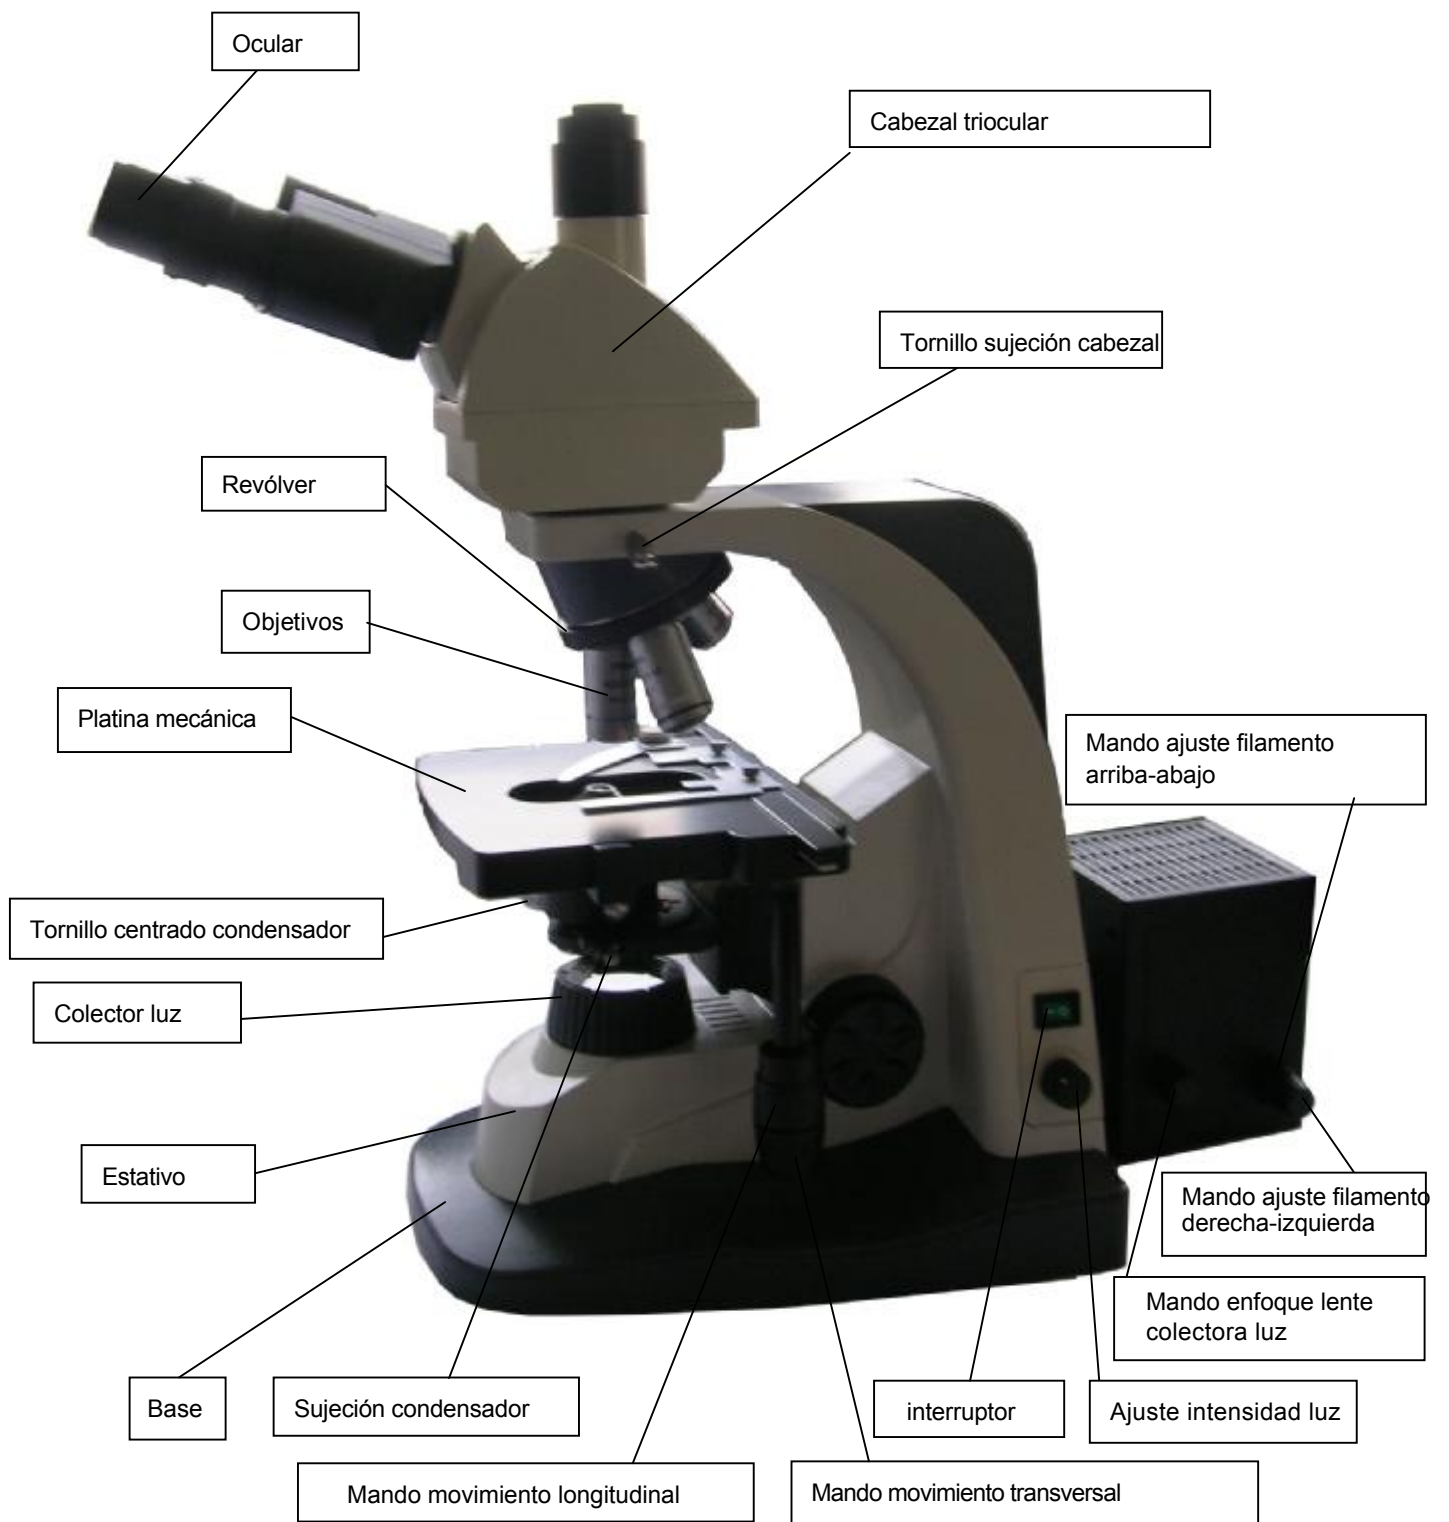 Ocular
Cabezal triocular
Tornillo sujeción cabezal
Revólver
Objetivos
Platina mecánica
Mando ajuste filamento
arriba-abajo
Tornillo centrado condensador
Colector luz
Estativo
Mando ajuste filamento
derecha-izquierda
Mando enfoque lente
colectora luz
Base
Sujeción condensador
interruptor
Ajuste intensidad luz
Mando movimiento longitudinal
Mando movimiento transversal